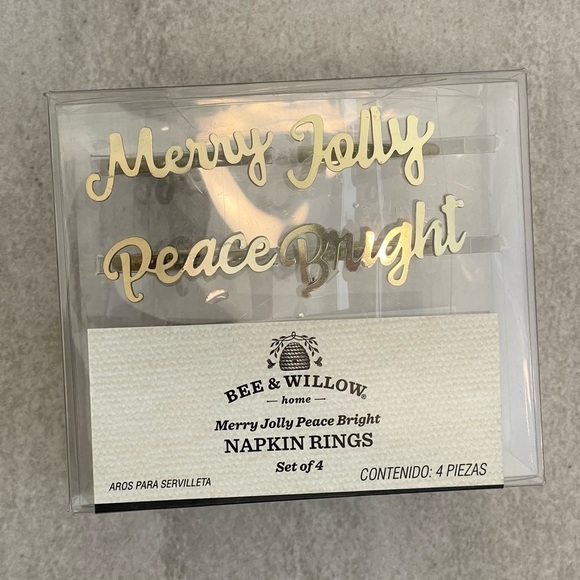 Merry Jolly
Peace Bright
BEE & WILLOW®
home
Merry Jolly Peace Bright
NAPKIN RINGS
Set of 4
AROS PARA SERVILLETA
CONTENIDO: 4 PIEZAS